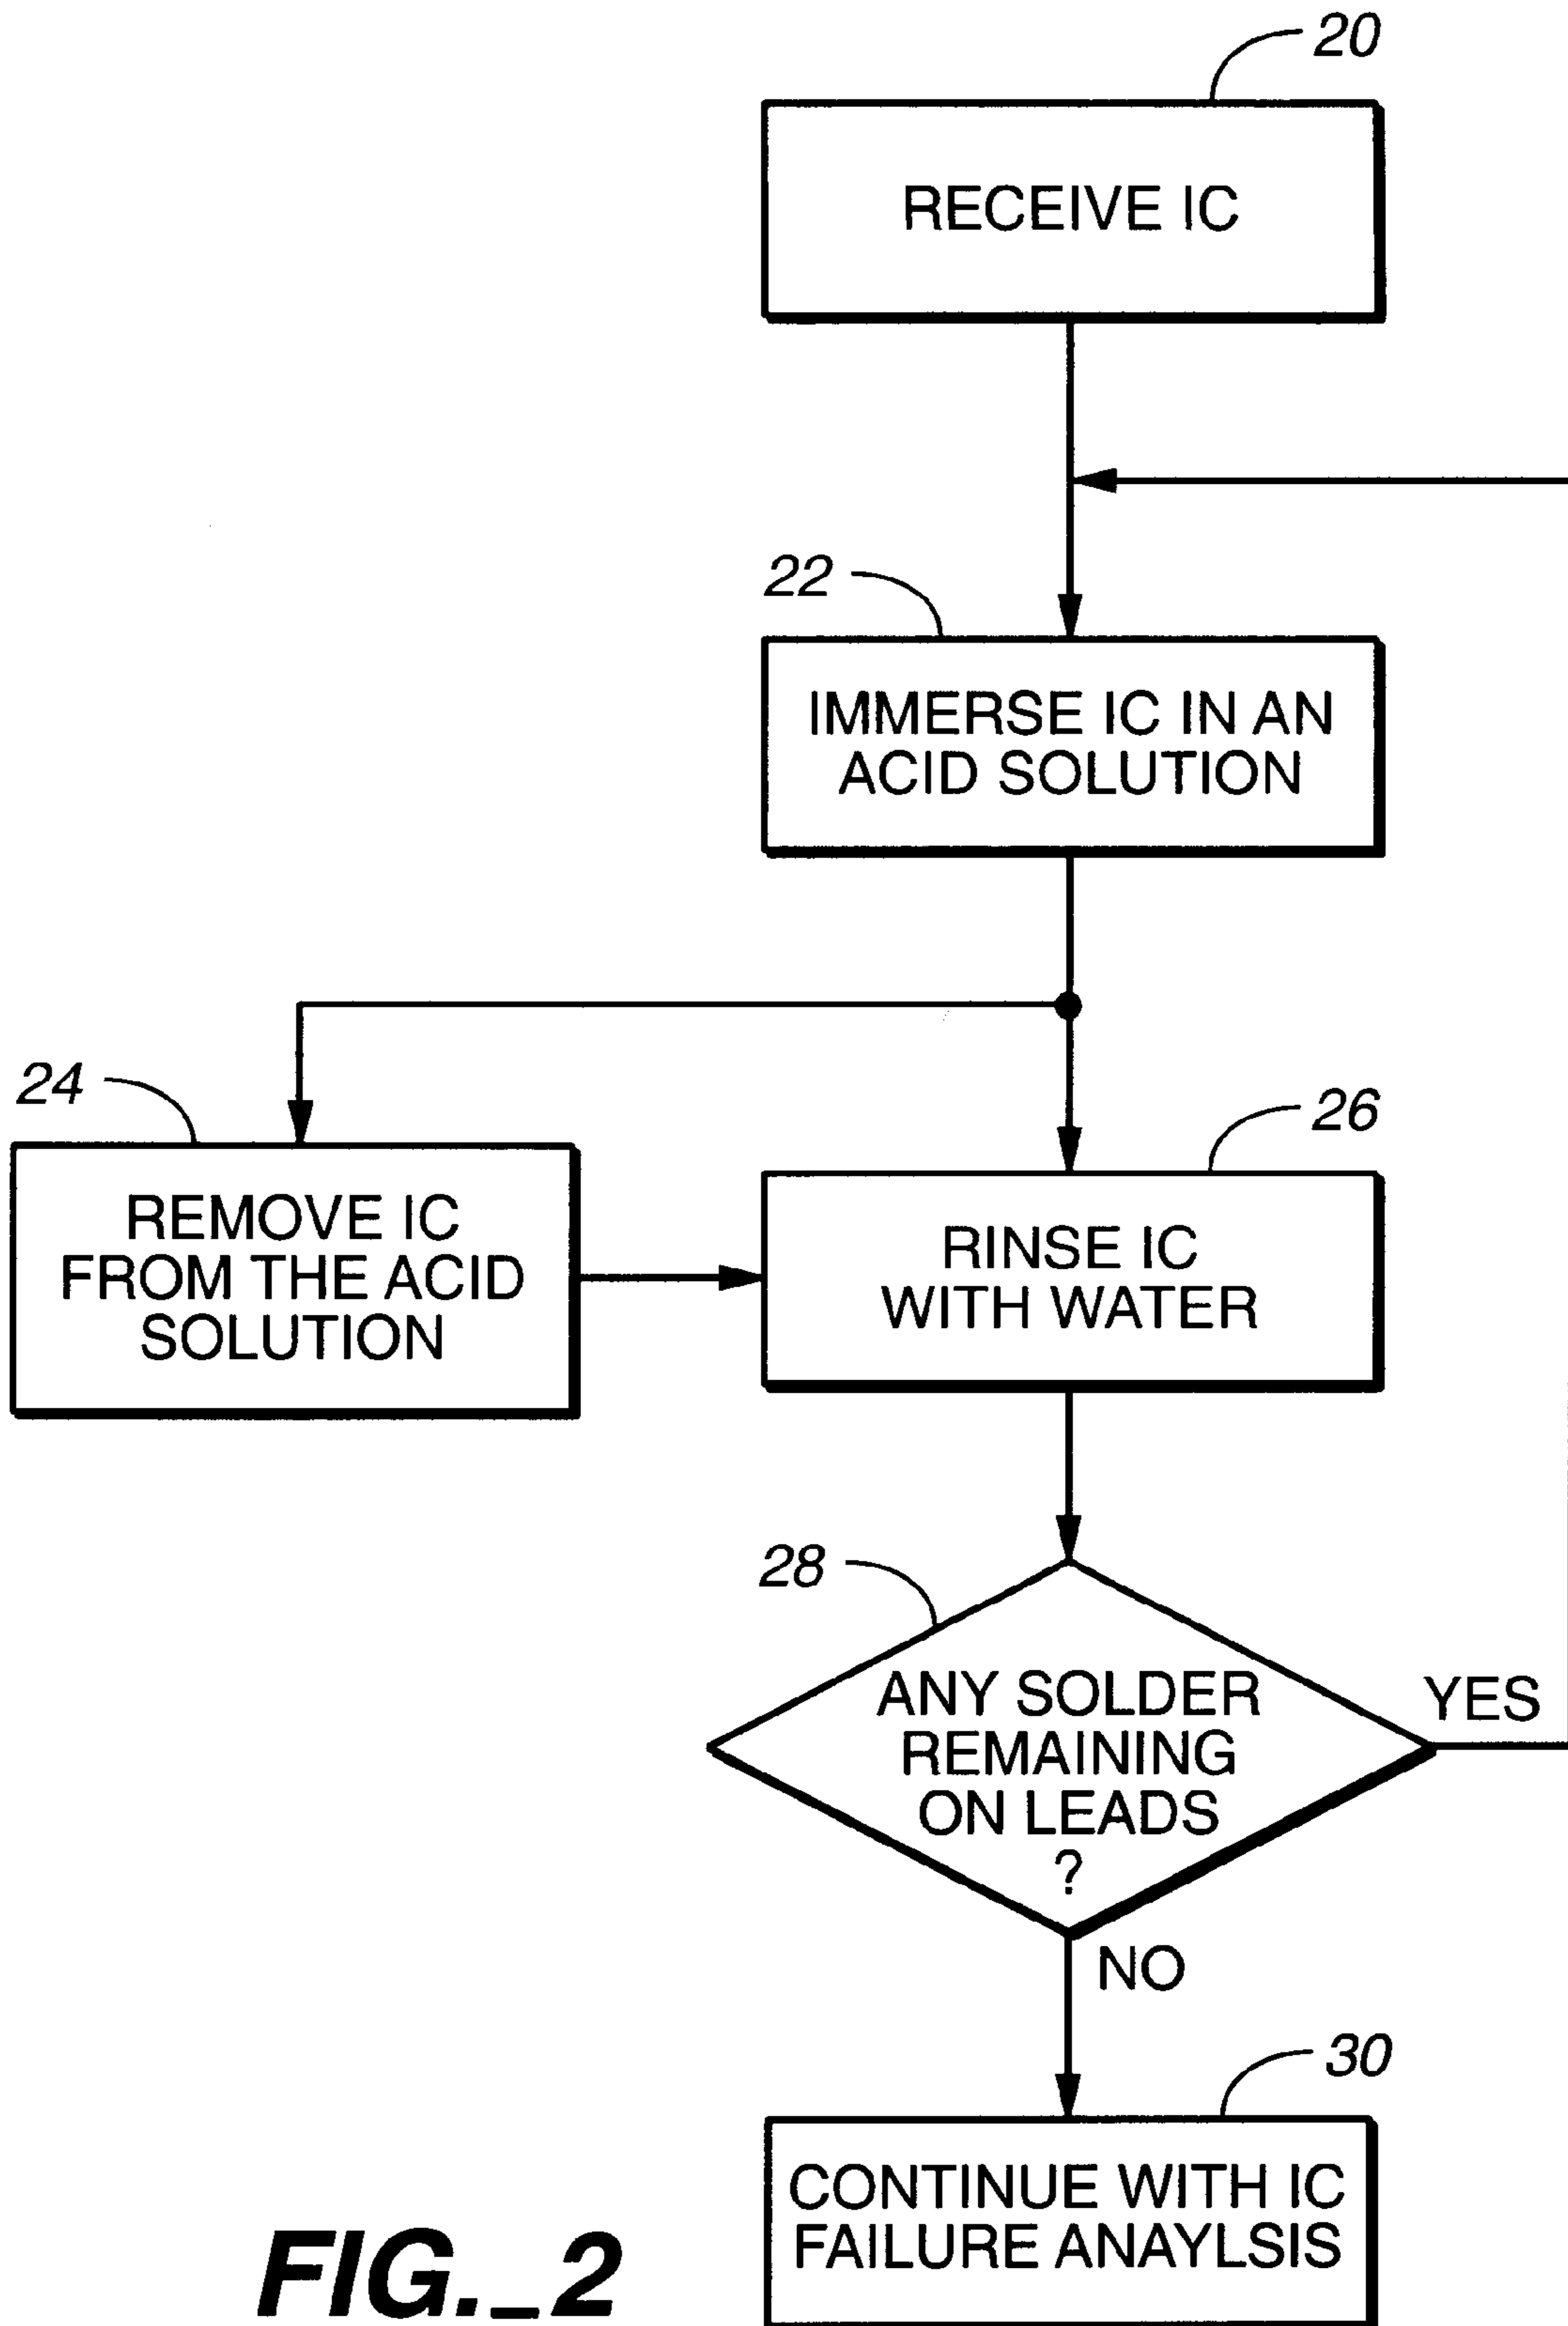 20
RECEIVE IC
22
IMMERSE IC IN AN
ACID SOLUTION
24
REMOVE IC
FROM THE ACID
SOLUTION
26
RINSE IC
WITH WATER
28
ANY SOLDER
REMAINING
ON LEADS
?
YES
NO
30
CONTINUE WITH IC
FAILURE ANAYLSIS
FIG._2